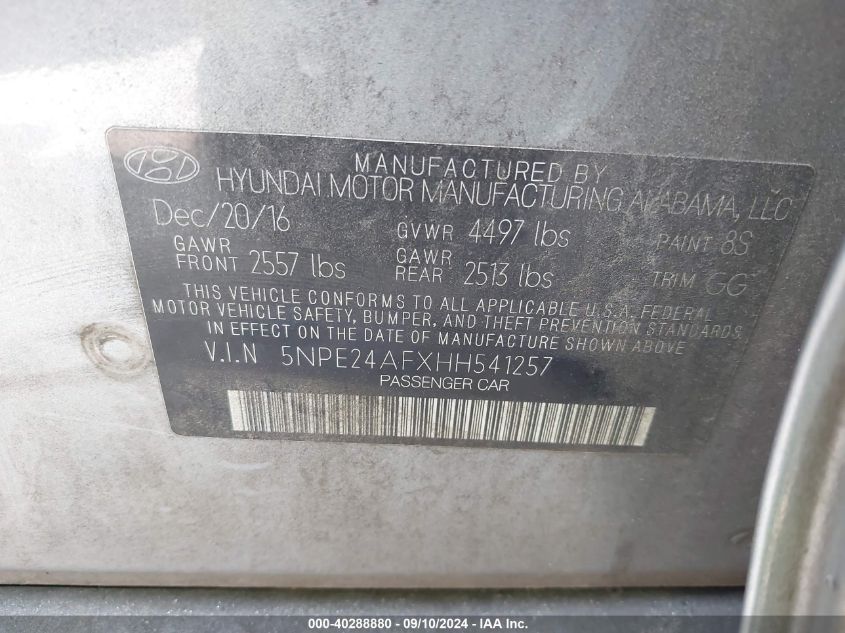 MANUFACTURED BY
HYUNDAI MOTOR MANUFACTURING ALABAMA, LLC
Dec/20/16 GVWR 4497 lbs PAINT 8S
GAWR FRONT 2557 lbs GAWR REAR 2513 lbs TRIM GG
THIS VEHICLE CONFORMS TO ALL APPLICABLE U.S.A. FEDERAL
MOTOR VEHICLE SAFETY, BUMPER, AND THEFT PREVENTION STANDARDS
IN EFFECT ON THE DATE OF MANUFACTURE SHOWN ABOVE
V.I.N 5NPE24AFXHH541257
PASSENGER CAR
000-40288880 - 09/10/2024 - IAA Inc.